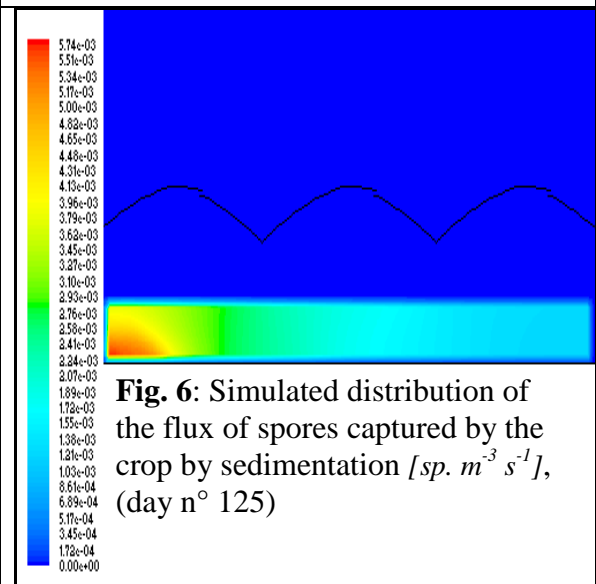 5.74e-03
5.51e-03
5.34e-03
5.17e-03
5.00e-03
4.82e-03
4.65e-03
4.48e-03
4.31e-03
4.13e-03
3.96e-03
3.79e-03
3.62e-03
3.45e-03
3.27e-03
3.10e-03
2.93e-03
2.76e-03
2.58e-03
2.41e-03
2.24e-03
2.07e-03
1.89e-03
1.72e-03
1.55e-03
1.38e-03
1.21e-03
1.03e-03
8.61e-04
6.89e-04
5.17e-04
3.45e-04
1.72e-04
0.00e+00
Fig. 6: Simulated distribution of
the flux of spores captured by the
crop by sedimentation [sp. m⁻³ s⁻¹],
(day n° 125)